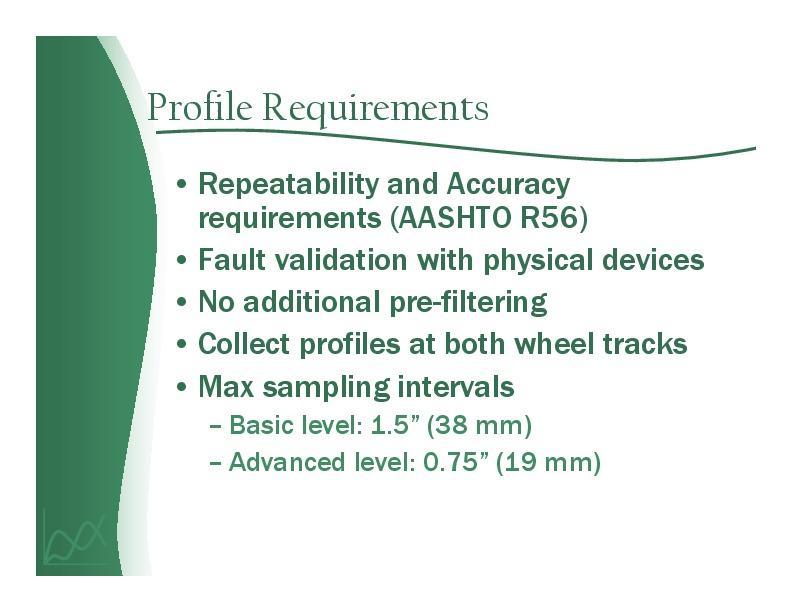 Profile Requirements
• Repeatability and Accuracy
requirements (AASHTO R56)
• Fault validation with physical devices
• No additional pre-filtering
• Collect profiles at both wheel tracks
• Max sampling intervals
– Basic level: 1.5” (38 mm)
– Advanced level: 0.75” (19 mm)